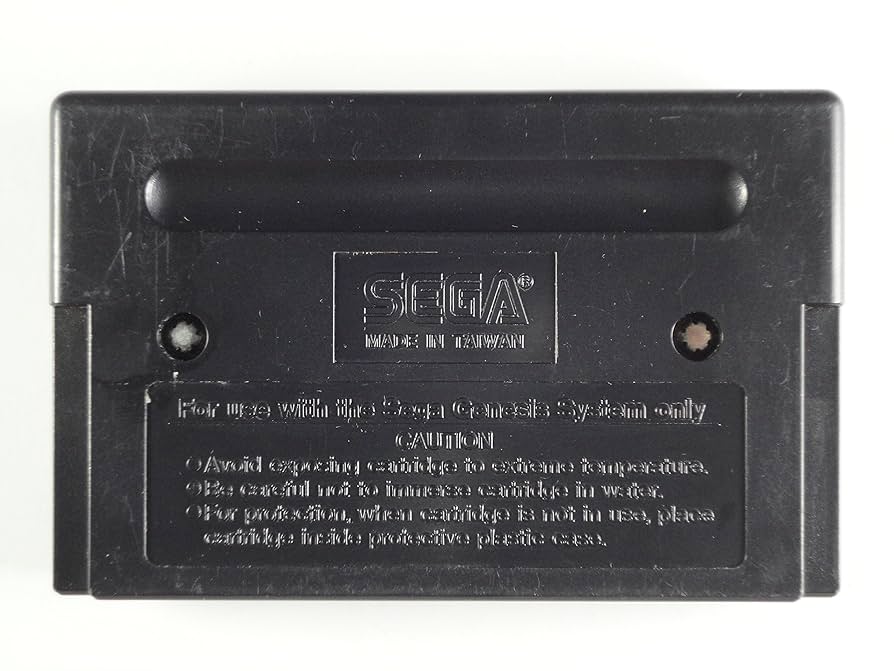 SEGA®
MADE IN TAIWAN
For use with the Sega Genesis System only
CAUTION
●Avoid exposing cartridge to extreme temperature.
●Be careful not to immerse cartridge in water.
●For protection, when cartridge is not in use, place
cartridge inside protective plastic case.